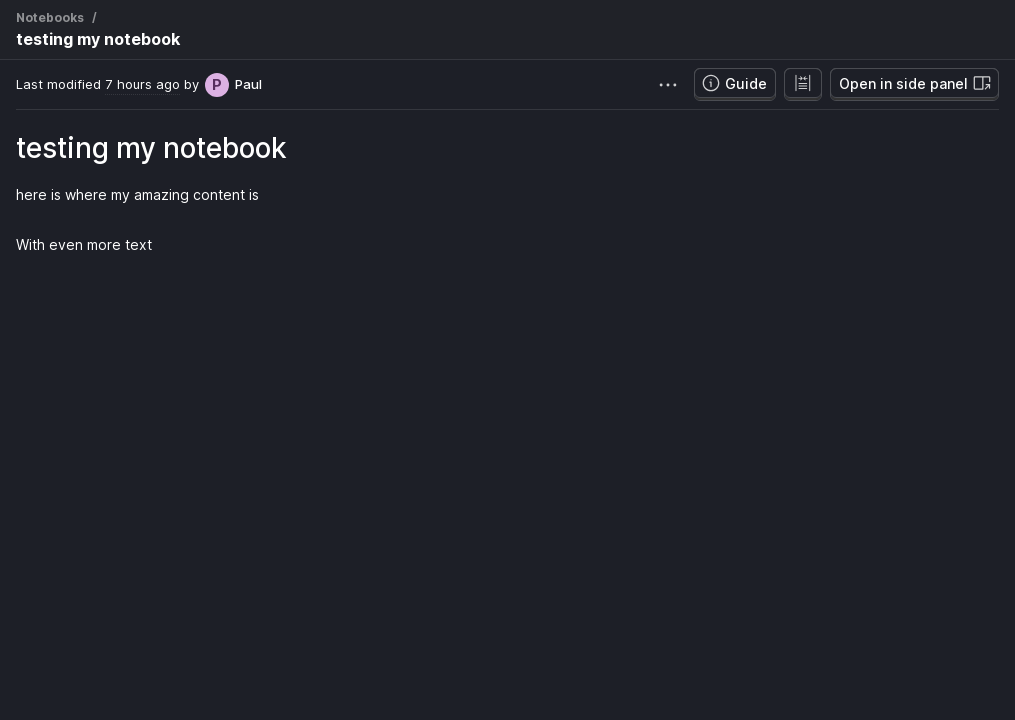 Notebooks /
testing my notebook
Last modified 7 hours ago by P Paul
Guide
Open in side panel
testing my notebook
here is where my amazing content is
With even more text